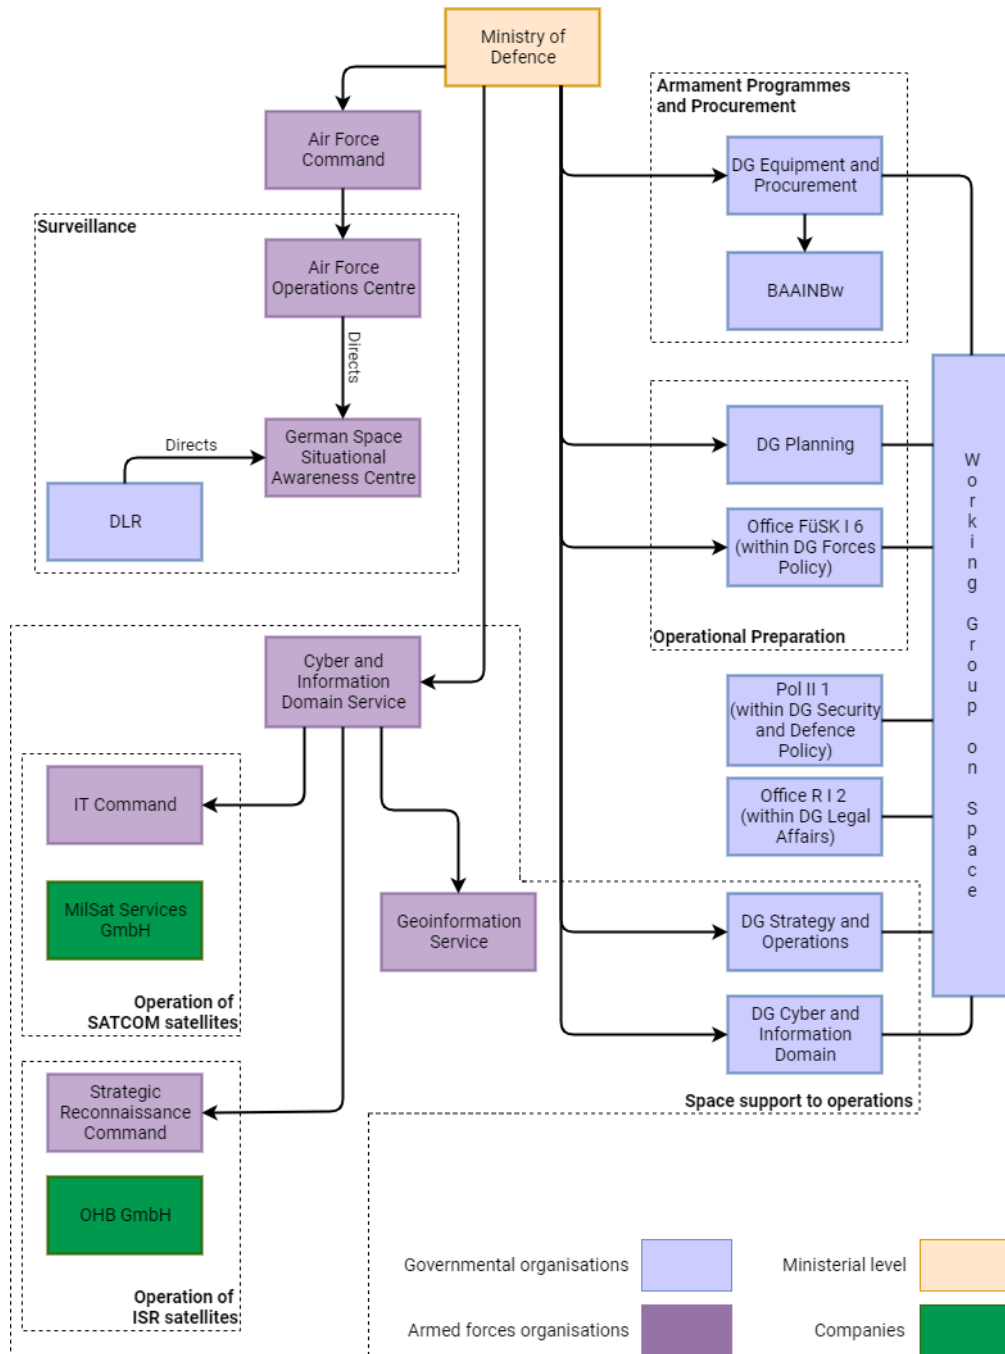 Ministry of
Defence
Armament Programmes
and Procurement
Air Force
Command
DG Equipment and
Procurement
Surveillance
Air Force
Operations Centre
BAAINBw
Directs
German Space
Situational
Awareness Centre
Directs
DLR
DG Planning
Office FüSK I 6
(within DG Forces
Policy)
Operational Preparation
Working Group on Space
Cyber and
Information
Domain Service
Pol II 1
(within DG Security
and Defence
Policy)
IT Command
Office R I 2
(within DG Legal
Affairs)
MilSat Services
GmbH
Geoinformation
Service
DG Strategy and
Operations
Operation of
SATCOM satellites
DG Cyber and
Information
Domain
Strategic
Reconnaissance
Command
Space support to operations
OHB GmbH
Operation of
ISR satellites
Governmental organisations
Ministerial level
Armed forces organisations
Companies